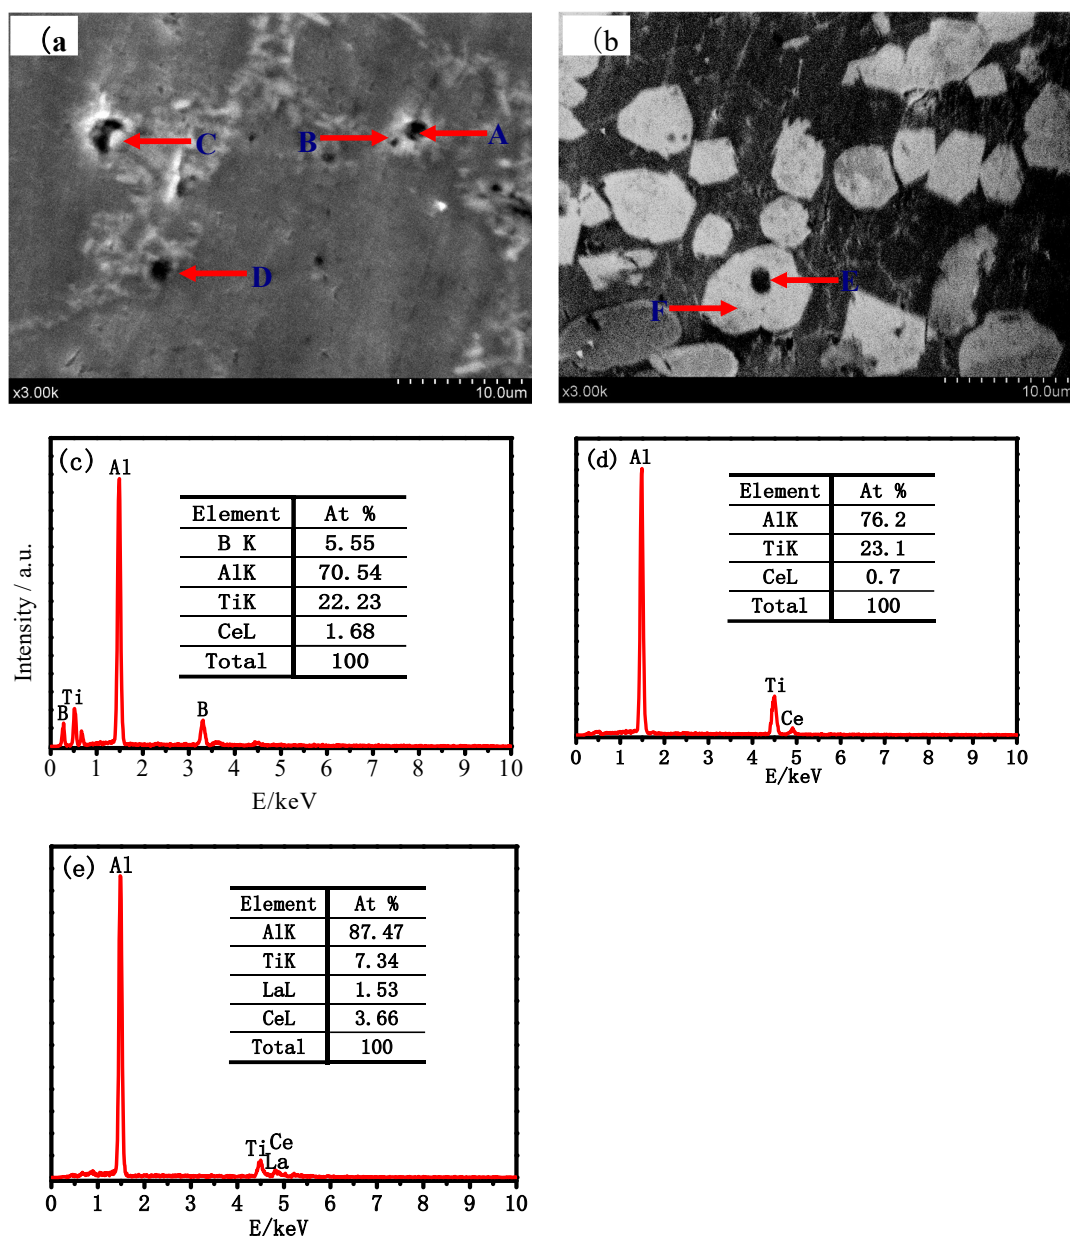 (a
C
B
A
D
x3.00k
10.0um
(b
E
F
x3.00k
10.0um
(c)
Al
Element At %
B K 5.55
AlK 70.54
TiK 22.23
CeL 1.68
Total 100
Ti
B
B
Intensity / a.u.
0 1 2 3 4 5 6 7 8 9 10
E/keV
(d)
Al
Element At %
AlK 76.2
TiK 23.1
CeL 0.7
Total 100
Ti
Ce
0 1 2 3 4 5 6 7 8 9 10
E/keV
(e)
Al
Element At %
AlK 87.47
TiK 7.34
LaL 1.53
CeL 3.66
Total 100
Ti Ce
La
0 1 2 3 4 5 6 7 8 9 10
E/keV